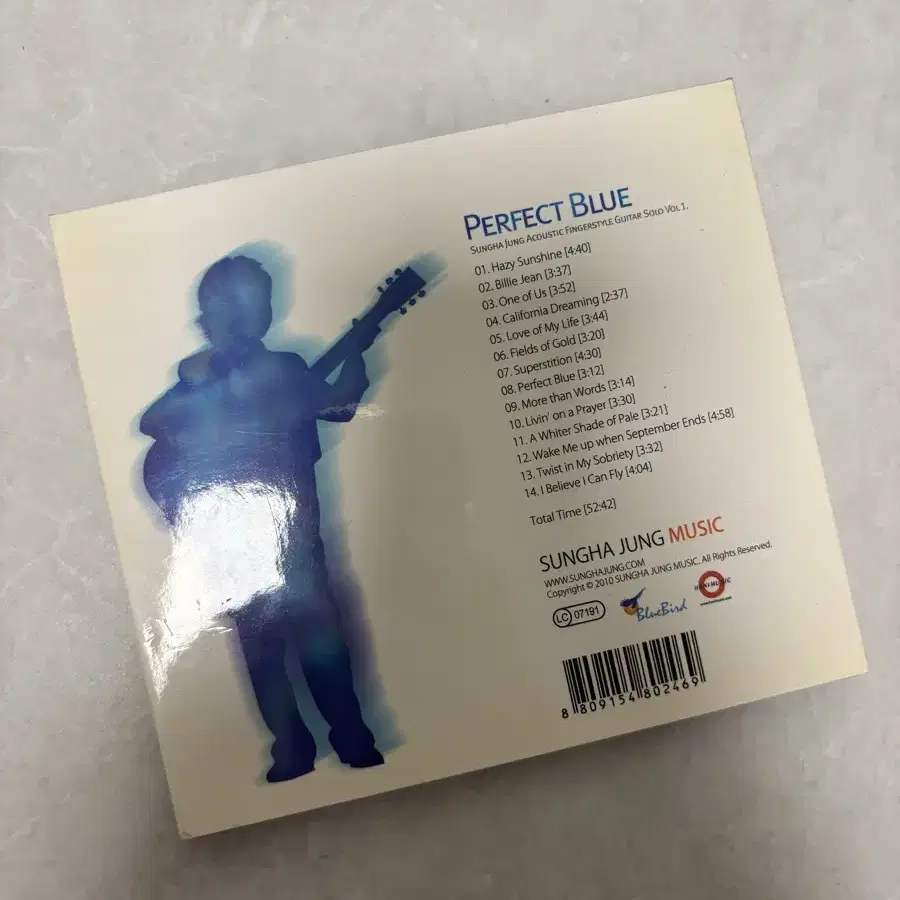 PERFECT BLUE
SUNGHA JUNG ACOUSTIC FINGERSTYLE GUITAR SOLO VOL 1.
01. Hazy Sunshine [4:40]
02. Billie Jean [3:37]
03. One of Us [3:52]
04. California Dreaming [2:37]
05. Love of My Life [3:44]
06. Fields of Gold [3:20]
07. Superstition [4:30]
08. Perfect Blue [3:12]
09. More than Words [3:14]
10. Livin' on a Prayer [3:30]
11. A Whiter Shade of Pale [3:21]
12. Wake Me up when September Ends [4:58]
13. Twist in My Sobriety [3:32]
14. I Believe I Can Fly [4:04]
Total Time [52:42]
SUNGHA JUNG MUSIC
WWW.SUNGHAJUNG.COM
Copyright © 2010 SUNGHA JUNG MUSIC. All Rights Reserved.
LC 07191
BlueBird
8 809154 802469